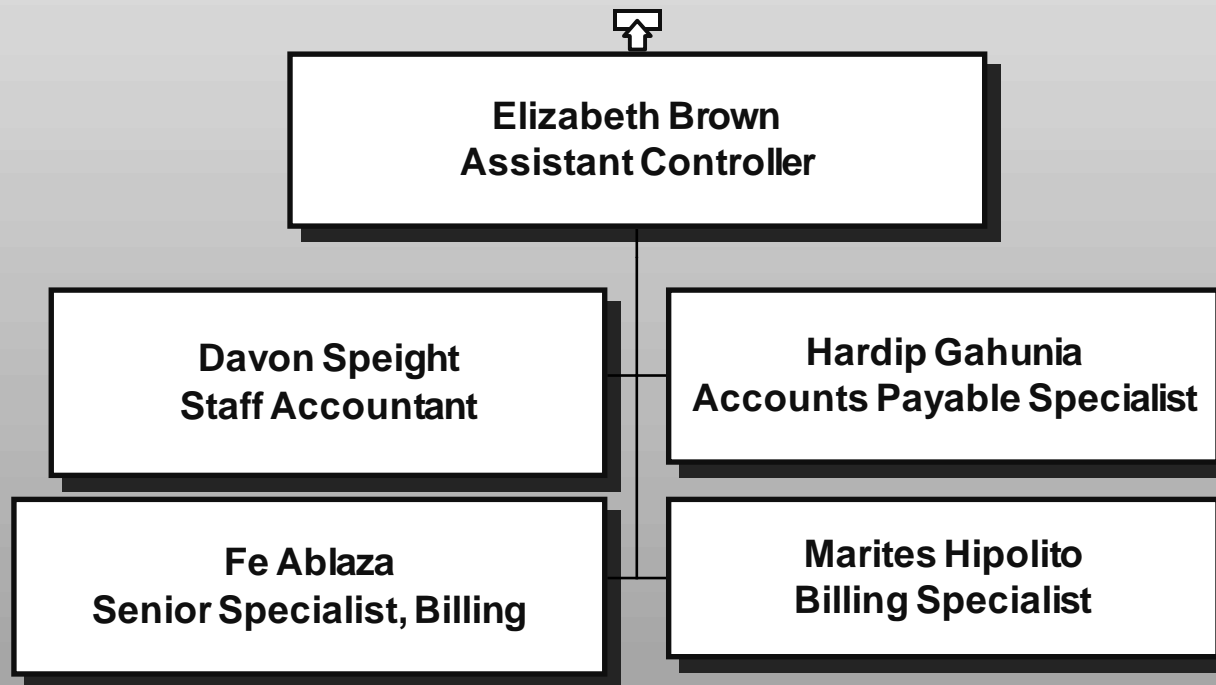 Elizabeth Brown
Assistant Controller
Davon Speight
Staff Accountant
Hardip Gahunia
Accounts Payable Specialist
Fe Ablaza
Senior Specialist, Billing
Marites Hipolito
Billing Specialist